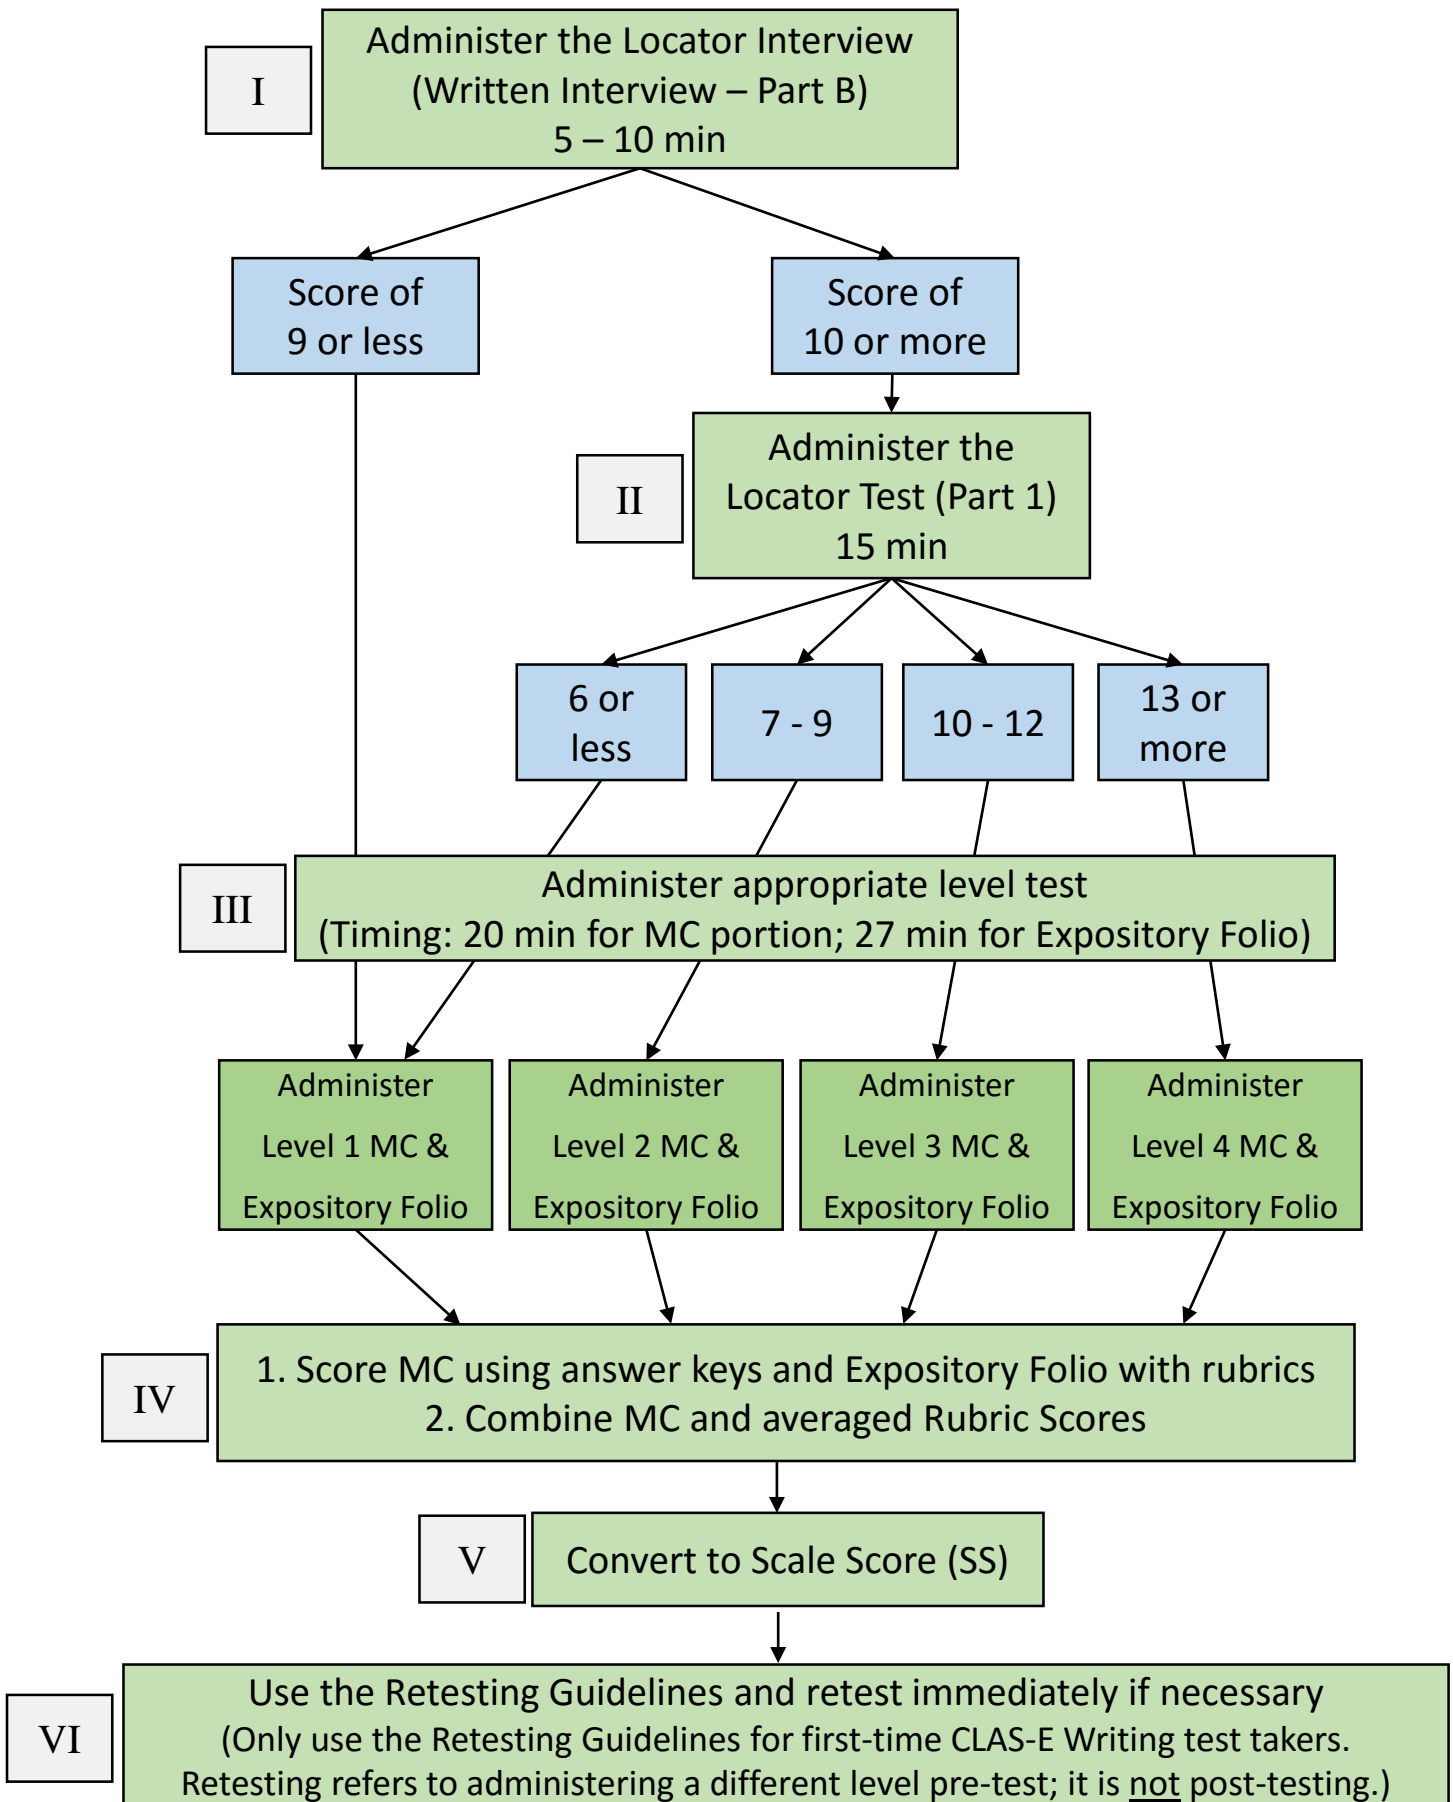 I
Administer the Locator Interview
(Written Interview – Part B)
5 – 10 min
Score of
9 or less
Score of
10 or more
II
Administer the
Locator Test (Part 1)
15 min
6 or
less
7 - 9
10 - 12
13 or
more
III
Administer appropriate level test
(Timing: 20 min for MC portion; 27 min for Expository Folio)
Administer
Level 1 MC &
Expository Folio
Administer
Level 2 MC &
Expository Folio
Administer
Level 3 MC &
Expository Folio
Administer
Level 4 MC &
Expository Folio
IV
1. Score MC using answer keys and Expository Folio with rubrics
2. Combine MC and averaged Rubric Scores
V
Convert to Scale Score (SS)
VI
Use the Retesting Guidelines and retest immediately if necessary
(Only use the Retesting Guidelines for first-time CLAS-E Writing test takers.
Retesting refers to administering a different level pre-test; it is not post-testing.)